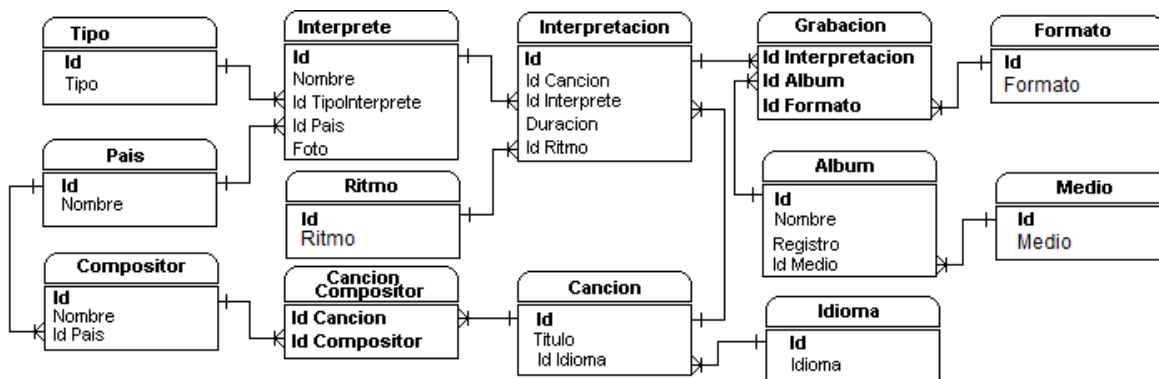 Tipo
Id
Tipo
Interprete
Id
Nombre
Id TipoInterprete
Id Pais
Foto
Interpretacion
Id
Id Cancion
Id Interprete
Duracion
Id Ritmo
Grabacion
Id Interpretacion
Id Album
Id Formato
Formato
Id
Formato
Pais
Id
Nombre
Ritmo
Id
Ritmo
Album
Id
Nombre
Registro
Id Medio
Medio
Id
Medio
Compositor
Id
Nombre
Id Pais
Cancion
Compositor
Id Cancion
Id Compositor
Cancion
Id
Titulo
Id Idioma
Idioma
Id
Idioma